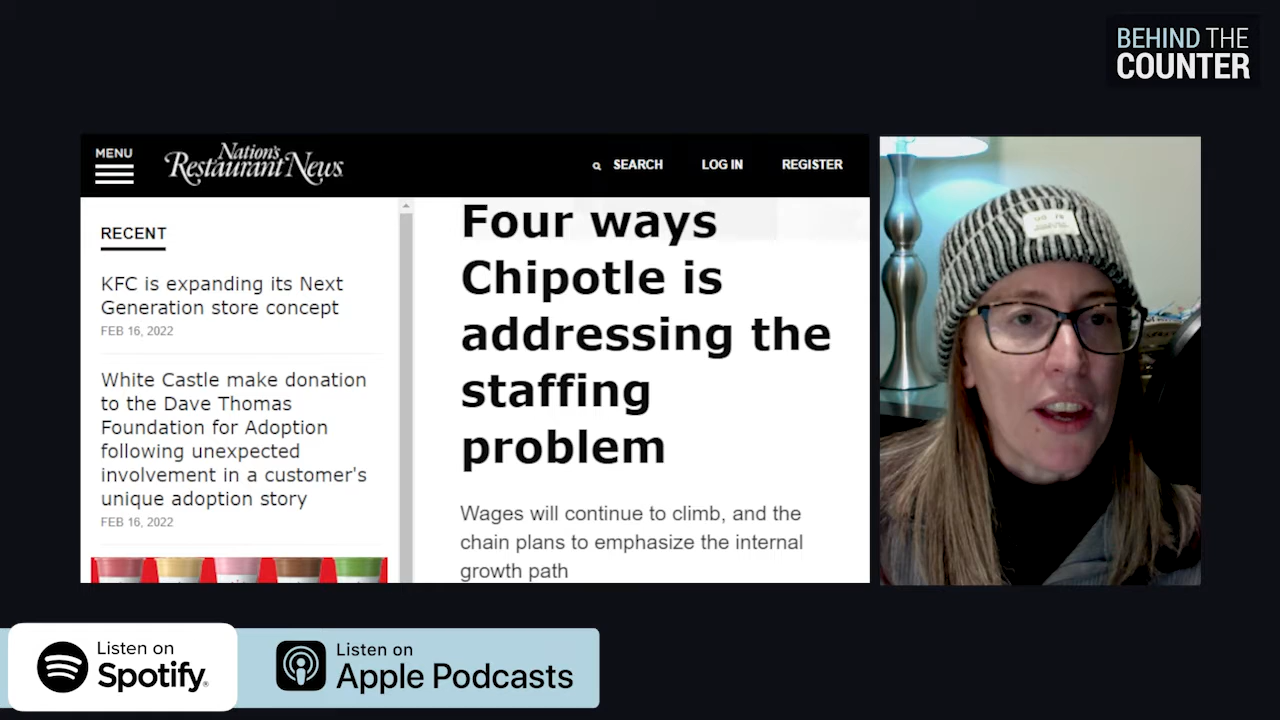 BEHIND THE
COUNTER
MENU
Nation's
Restaurant News
SEARCH
LOG IN
REGISTER
RECENT
KFC is expanding its Next
Generation store concept
FEB 16, 2022
White Castle make donation
to the Dave Thomas
Foundation for Adoption
following unexpected
involvement in a customer's
unique adoption story
FEB 16, 2022
Four ways
Chipotle is
addressing the
staffing
problem
Wages will continue to climb, and the
chain plans to emphasize the internal
growth path
Listen on
Spotify®
Listen on
Apple Podcasts